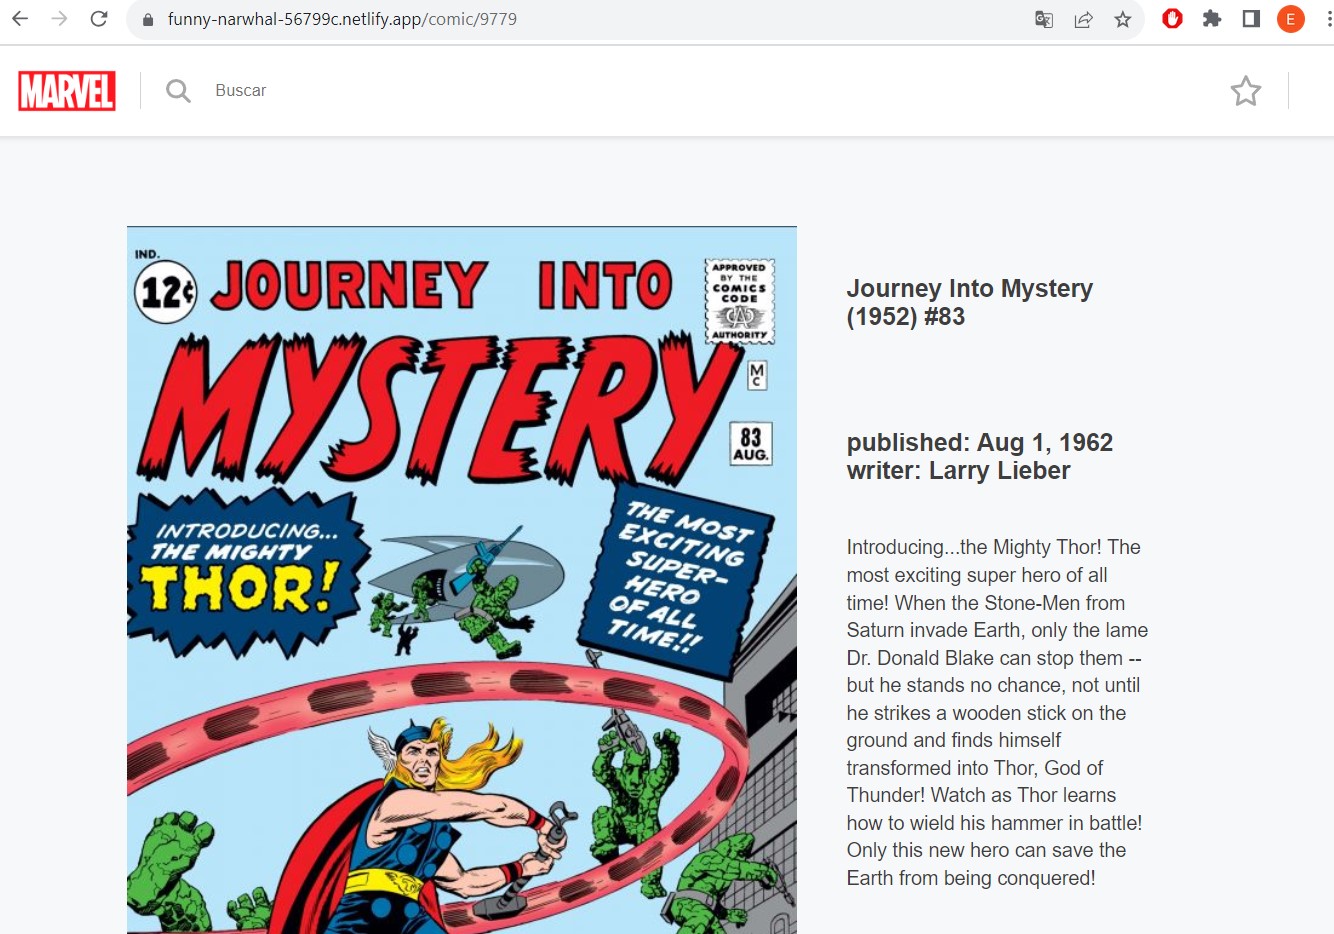 funny-narwhal-56799c.netlify.app/comic/9779
E
MARVEL
Buscar
IND.
12¢
JOURNEY INTO
MYSTERY
APPROVED
BY THE
COMICS
CODE
CA
AUTHORITY
M
C
83
AUG.
INTRODUCING...
THE MIGHTY
THOR!
THE MOST
EXCITING
SUPER-
HERO
OF ALL
TIME!!
Journey Into Mystery
(1952) #83
published: Aug 1, 1962
writer: Larry Lieber
Introducing...the Mighty Thor! The
most exciting super hero of all
time! When the Stone-Men from
Saturn invade Earth, only the lame
Dr. Donald Blake can stop them --
but he stands no chance, not until
he strikes a wooden stick on the
ground and finds himself
transformed into Thor, God of
Thunder! Watch as Thor learns
how to wield his hammer in battle!
Only this new hero can save the
Earth from being conquered!